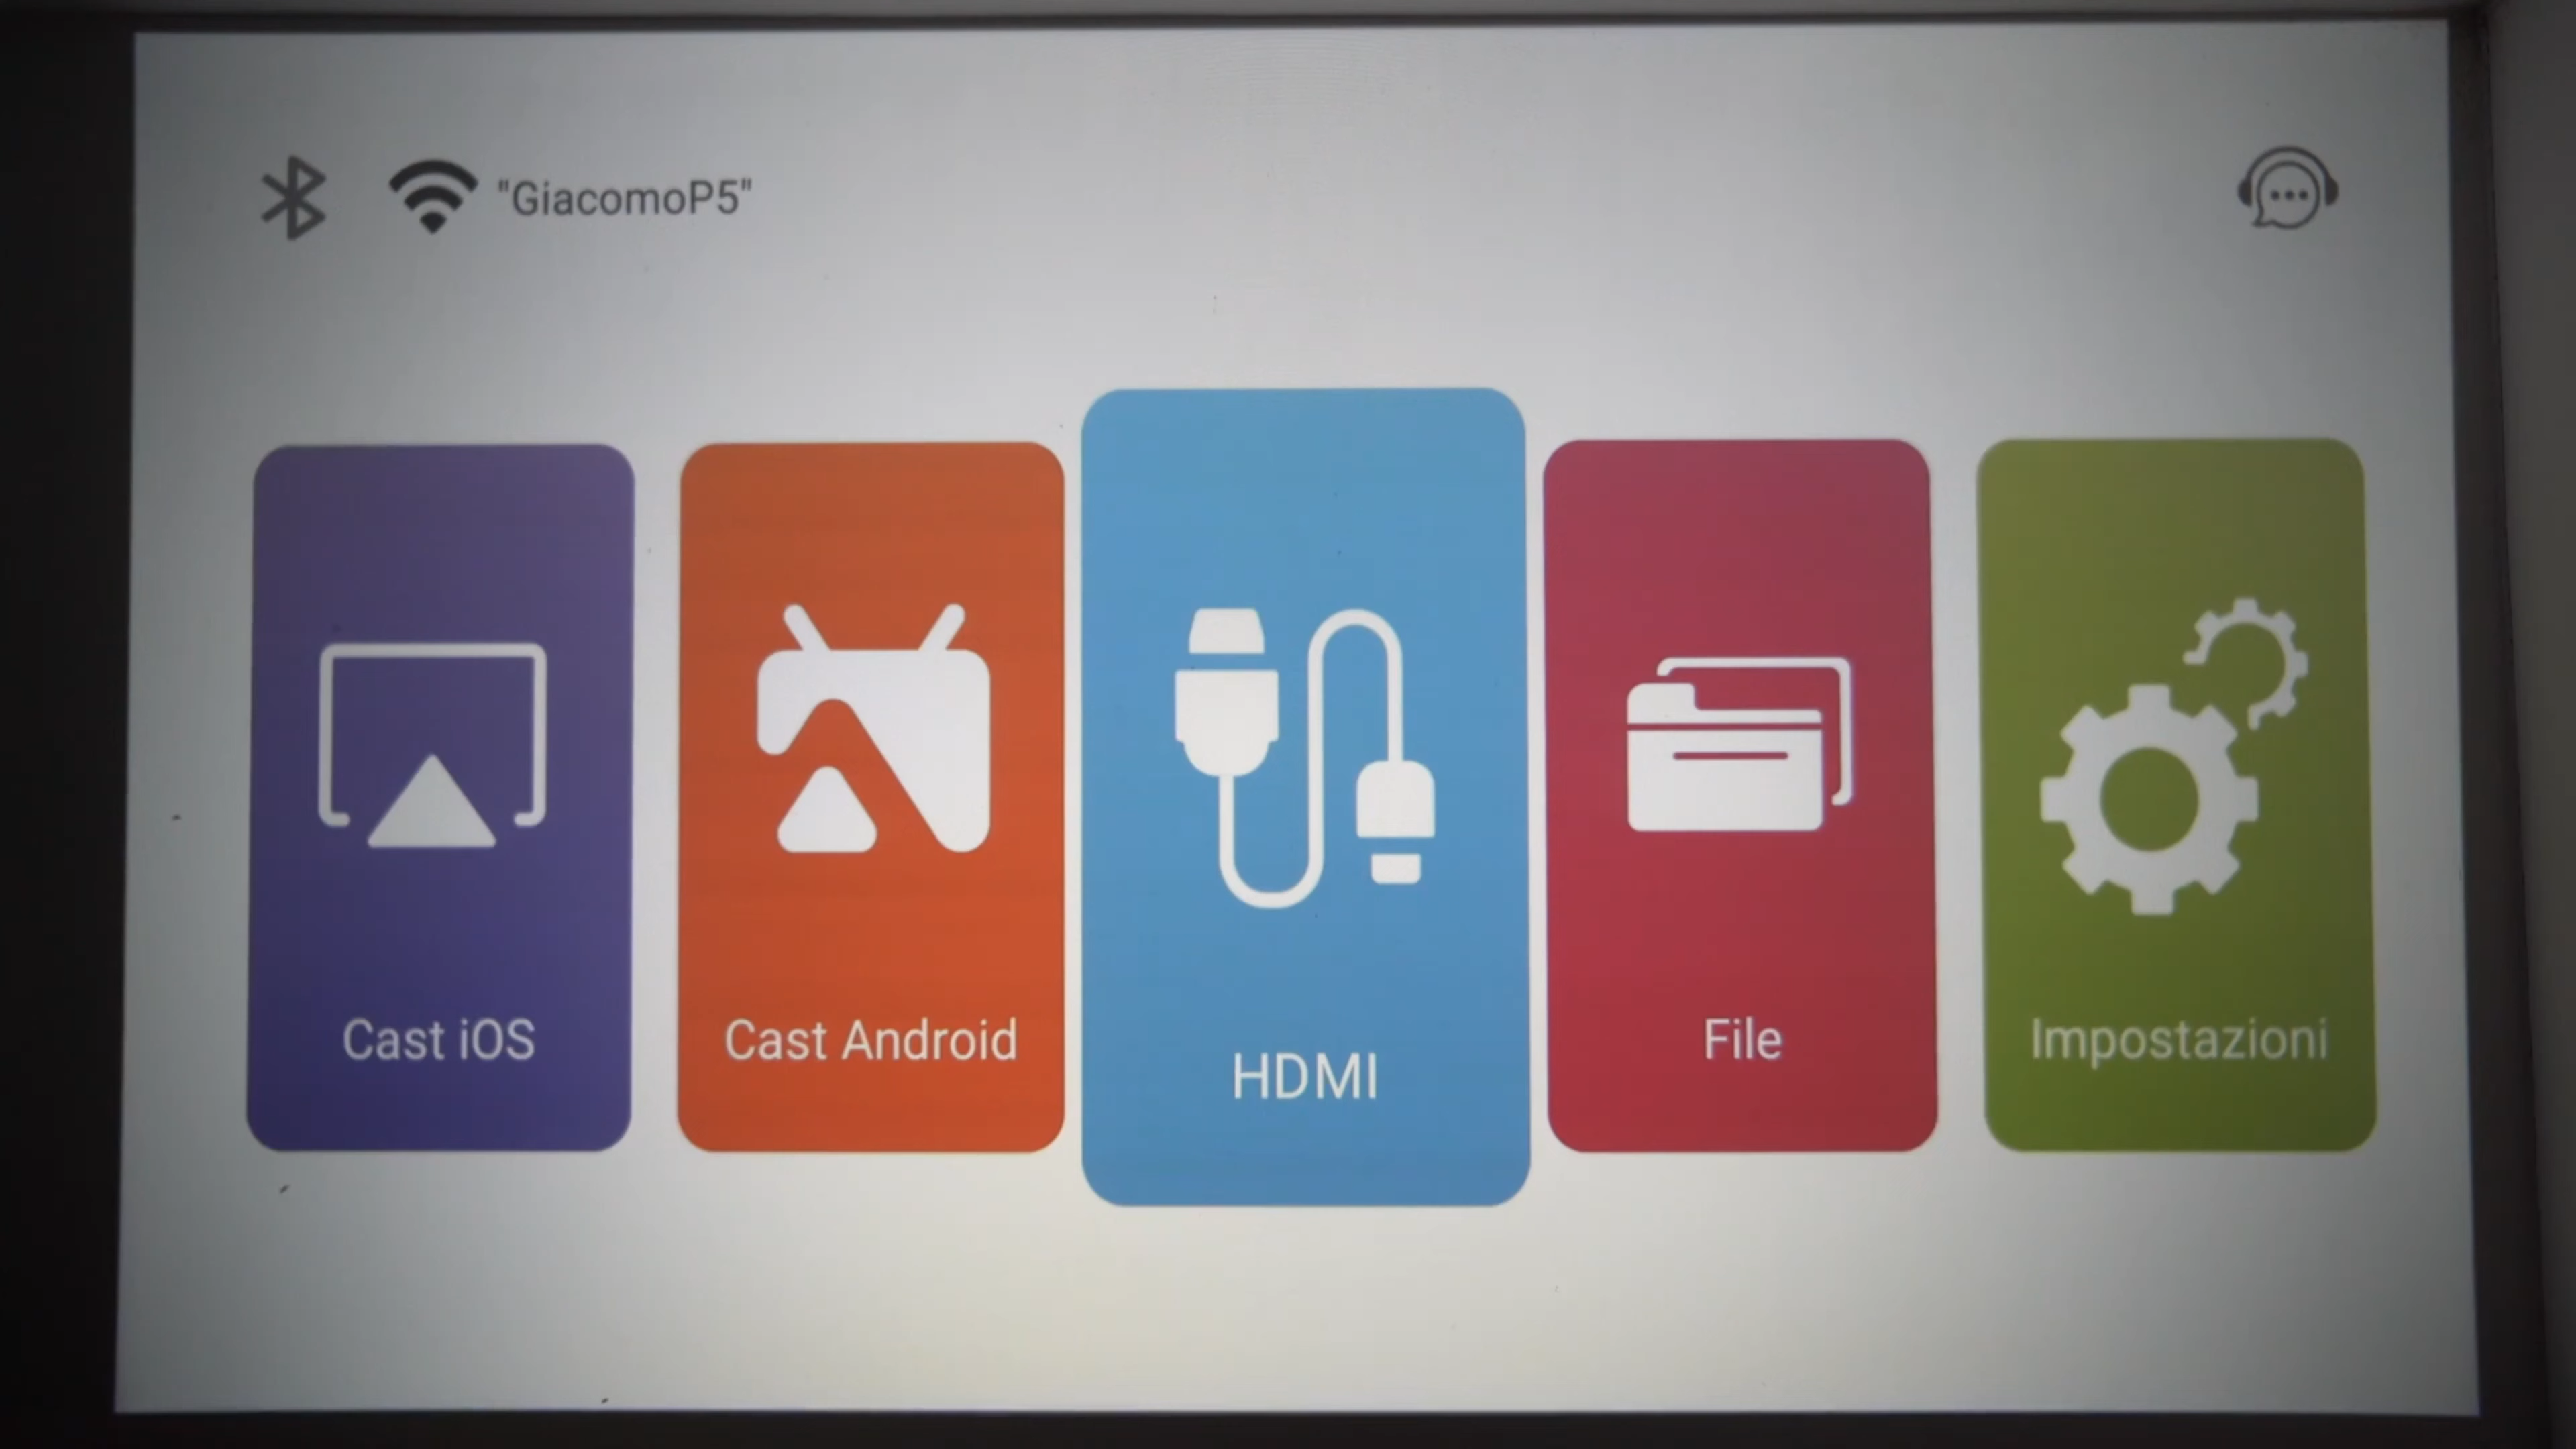 "GiacomoP5"
Cast iOS
Cast Android
HDMI
File
Impostazioni